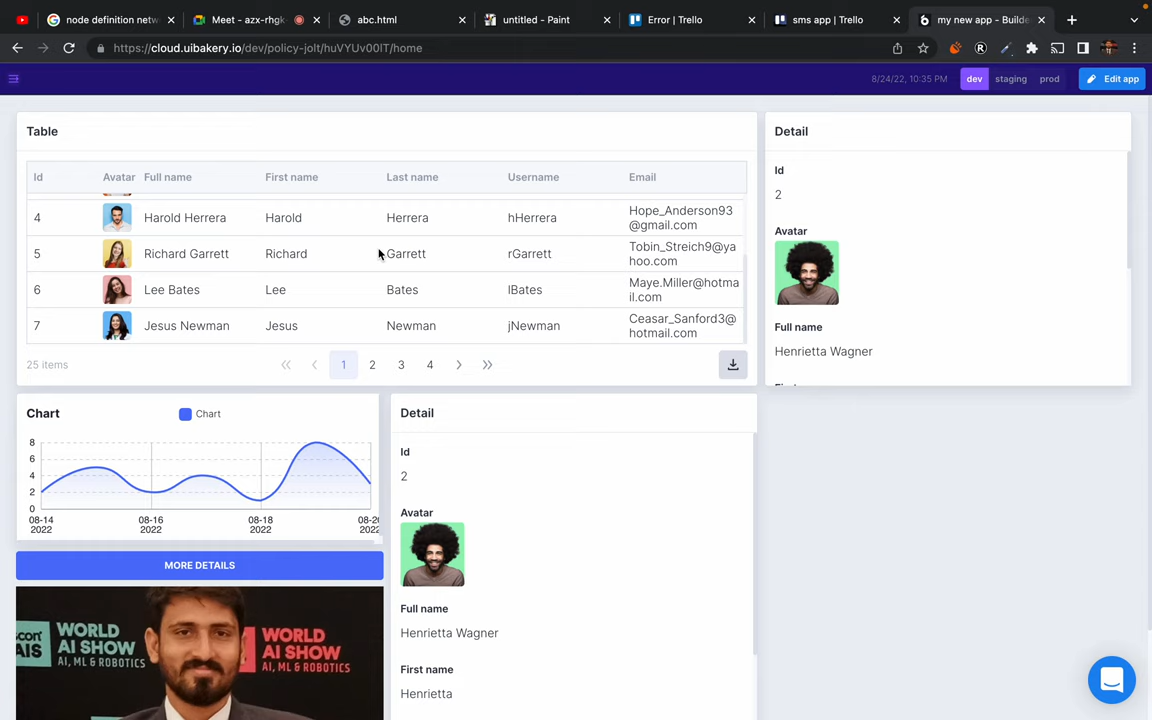 node definition netw
Meet - azx-rhgk
abc.html
untitled - Paint
Error | Trello
sms app | Trello
my new app - Builde
https://cloud.uibakery.io/dev/policy-jolt/huVYUv00IT/home
8/24/22, 10:35 PM
dev
staging
prod
Edit app
Table
Id
Avatar
Full name
First name
Last name
Username
Email
4
Harold Herrera
Harold
Herrera
hHerrera
Hope_Anderson93
@gmail.com
5
Richard Garrett
Richard
Garrett
rGarrett
Tobin_Streich9@ya
hoo.com
6
Lee Bates
Lee
Bates
lBates
Maye.Miller@hotma
il.com
7
Jesus Newman
Jesus
Newman
jNewman
Ceasar_Sanford3@
hotmail.com
25 items
1
2
3
4
Detail
Id
2
Avatar
Full name
Henrietta Wagner
Chart
Chart
8
6
4
2
0
08-14
2022
08-16
2022
08-18
2022
08-20
2022
MORE DETAILS
WORLD
AI SHOW
AI, ML & ROBOTICS
WORLD
AI SHOW
AI, ML & ROBOTICS
Detail
Id
2
Avatar
Full name
Henrietta Wagner
First name
Henrietta